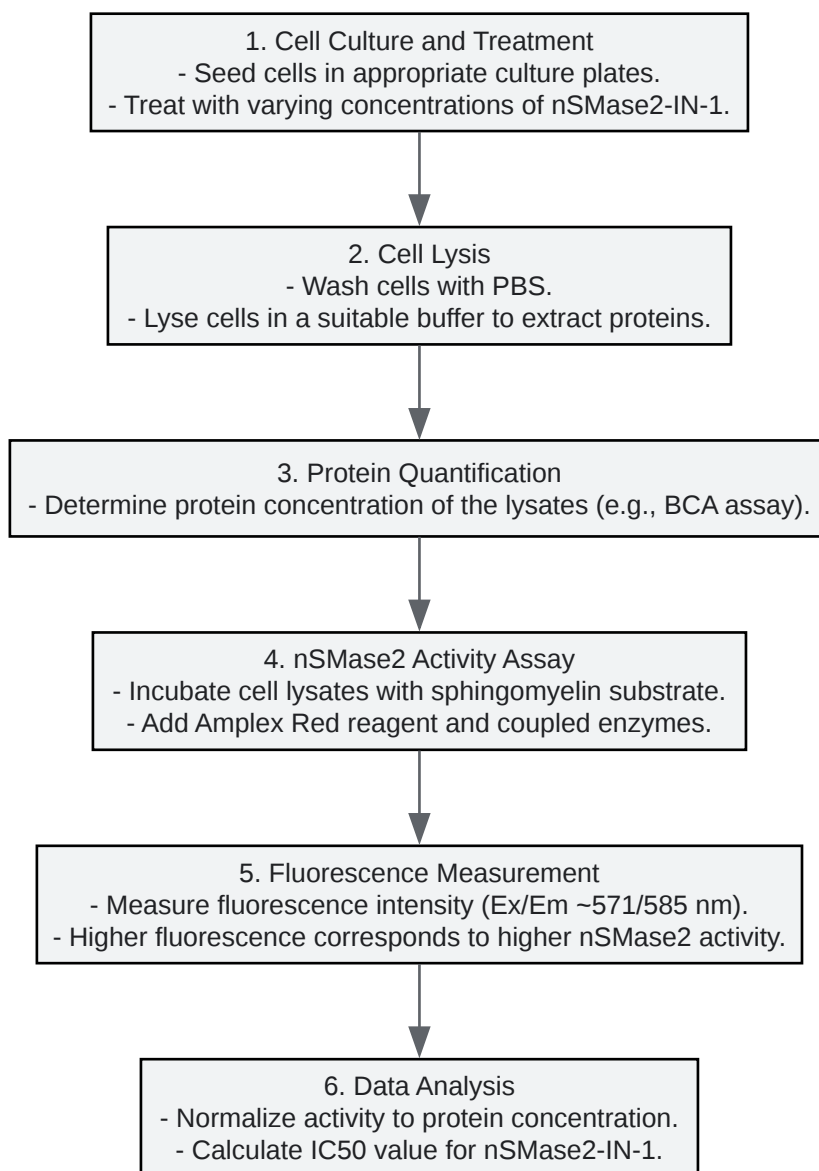 1. Cell Culture and Treatment
- Seed cells in appropriate culture plates.
- Treat with varying concentrations of nSMase2-IN-1.
2. Cell Lysis
- Wash cells with PBS.
- Lyse cells in a suitable buffer to extract proteins.
3. Protein Quantification
- Determine protein concentration of the lysates (e.g., BCA assay).
4. nSMase2 Activity Assay
- Incubate cell lysates with sphingomyelin substrate.
- Add Amplex Red reagent and coupled enzymes.
5. Fluorescence Measurement
- Measure fluorescence intensity (Ex/Em ~571/585 nm).
- Higher fluorescence corresponds to higher nSMase2 activity.
6. Data Analysis
- Normalize activity to protein concentration.
- Calculate IC50 value for nSMase2-IN-1.